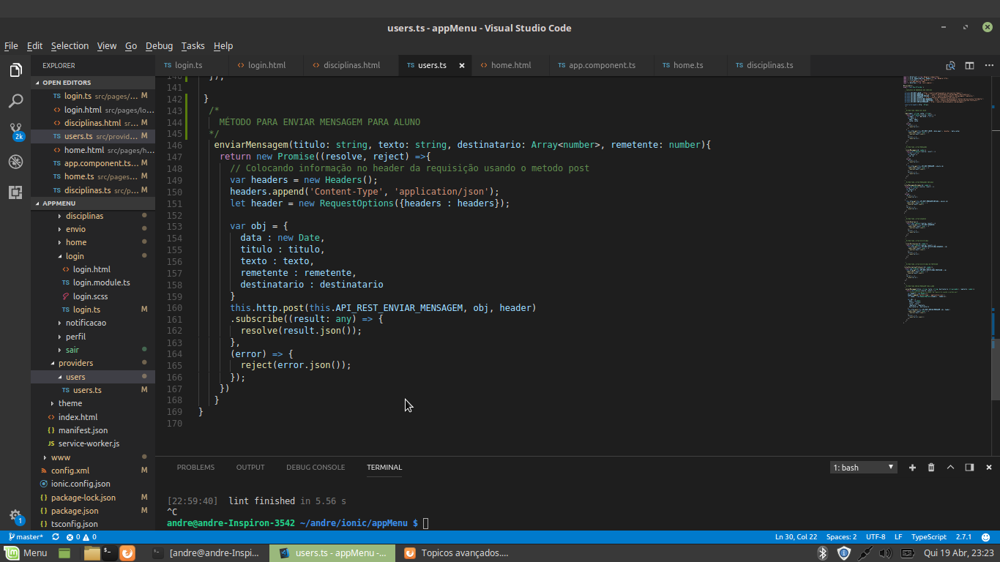 users.ts - appMenu - Visual Studio Code
File Edit Selection View Go Debug Tasks Help
EXPLORER
OPEN EDITORS
login.ts src/pages/... M
login.html src/pages/lo...
disciplinas.html sr... M
users.ts src/provid... M
home.html src/pages/h...
app.component.ts... M
home.ts src/pages... M
disciplinas.ts src/p... M
APPMENU
disciplinas
envio
home
login
login.html
login.module.ts
login.scss
login.ts M
notificacao
perfil
sair
providers
users
users.ts M
theme
index.html
manifest.json
service-worker.js
www
config.xml M
ionic.config.json
package-lock.json M
package.json M
tsconfig.json
2k
1
TS login.ts <> login.html <> disciplinas.html TS users.ts × <> home.html TS app.component.ts TS home.ts TS disciplinas.ts
140 });
141
142 }
143 /*
144 MÉTODO PARA ENVIAR MENSAGEM PARA ALUNO
145 */
146 enviarMensagem(titulo: string, texto: string, destinatario: Array<number>, remetente: number){
147 return new Promise((resolve, reject) =>{
148 // Colocando informação no header da requisição usando o metodo post
149 var headers = new Headers();
150 headers.append('Content-Type', 'application/json');
151 let header = new RequestOptions({headers : headers});
152
153 var obj = {
154 data : new Date,
155 titulo : titulo,
156 texto : texto,
157 remetente : remetente,
158 destinatario : destinatario
159 }
160 this.http.post(this.API_REST_ENVIAR_MENSAGEM, obj, header)
161 .subscribe((result: any) => {
162 resolve(result.json());
163 },
164 (error) => {
165 reject(error.json());
166 });
167 })
168 }
169 }
170
PROBLEMS OUTPUT DEBUG CONSOLE TERMINAL 1: bash
[22:59:40] lint finished in 5.56 s
^C
andre@andre-Inspiron-3542 ~/andre/ionic/appMenu $
master* 0 0 Ln 30, Col 22 Spaces: 2 UTF-8 LF TypeScript 2.7.1
Menu [andre@andre-Inspi... users.ts - appMenu -... Topicos avançados.... Qui 19 Abr, 23:23